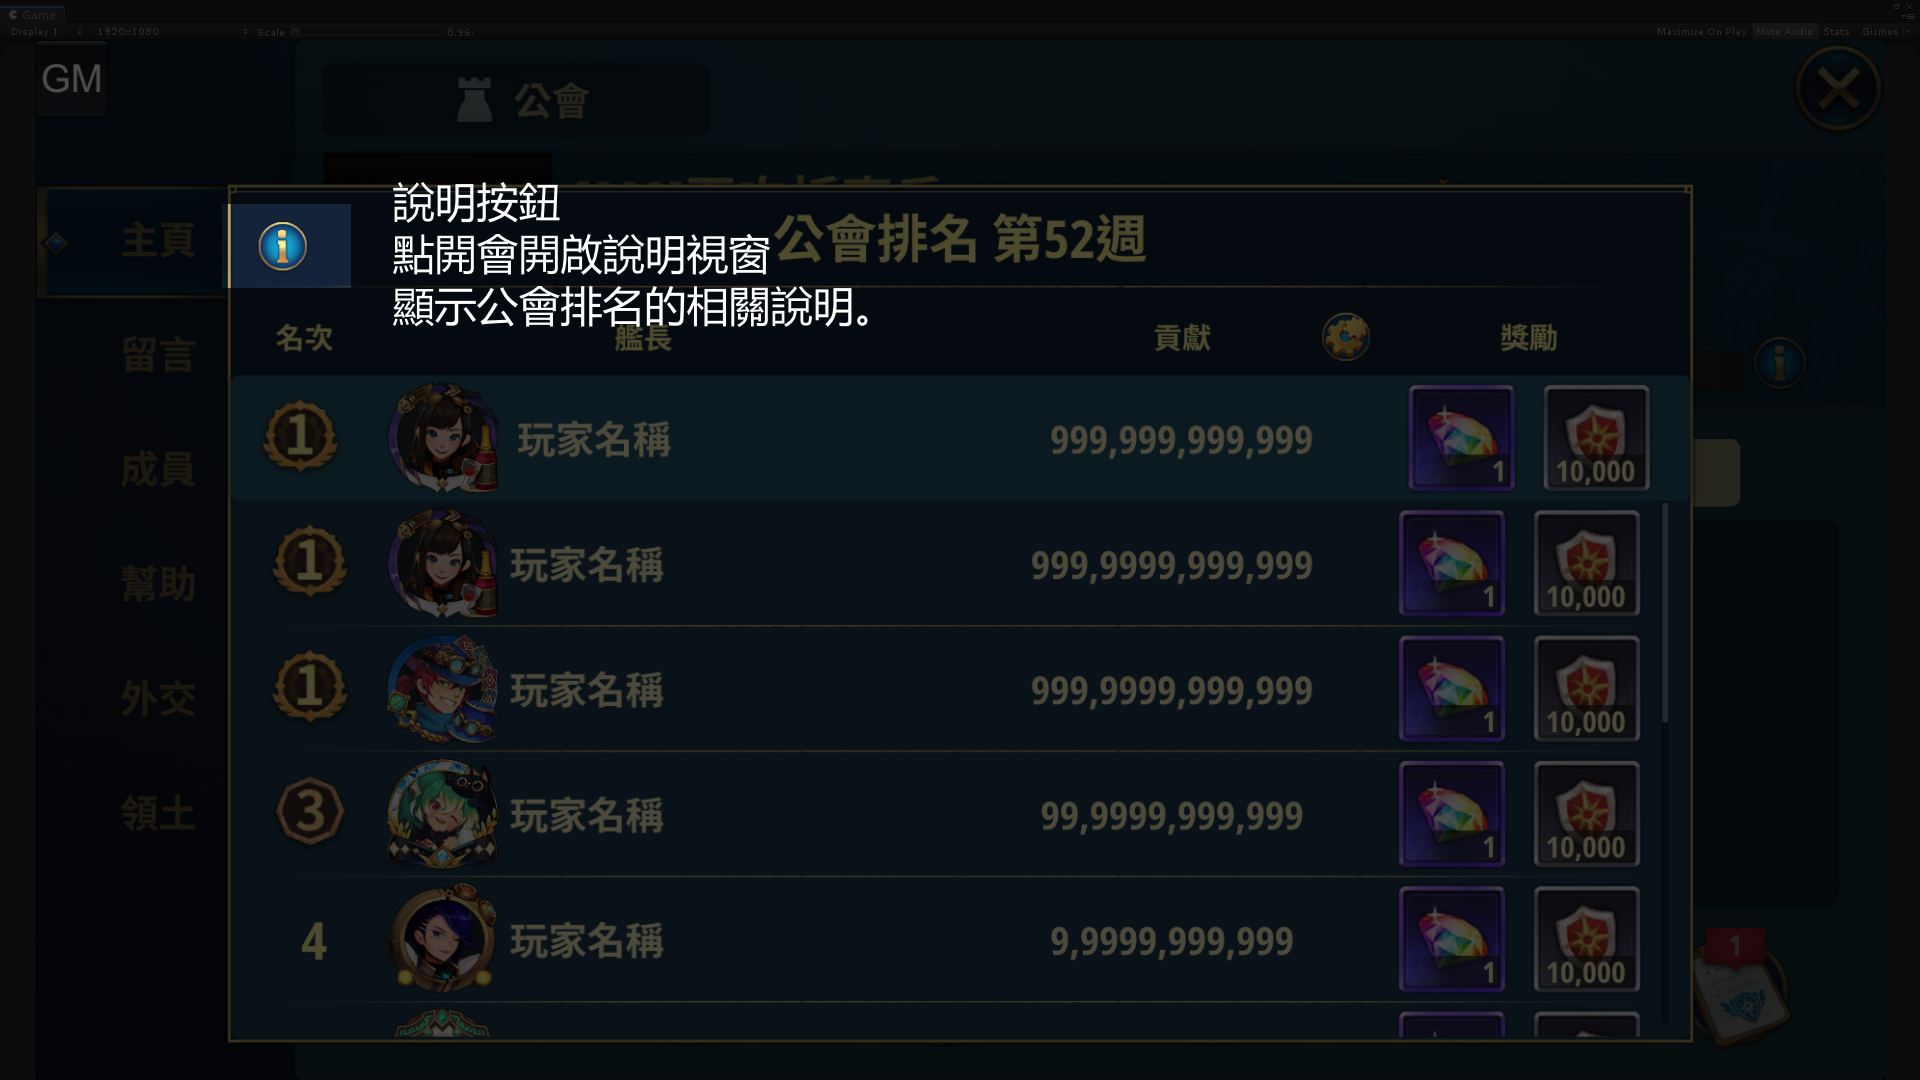 Game
Display 1
1920x1080
Scale
0.96
Maximize On Play
Mute Audio
Stats
Gizmos
GM
公會
主頁
留言
成員
幫助
外交
領土
說明按鈕
點開會開啟說明視窗
顯示公會排名的相關說明。
公會排名 第52週
名次
艦長
貢獻
獎勵
1
玩家名稱
999,999,999,999
1
10,000
1
玩家名稱
999,9999,999,999
1
10,000
1
玩家名稱
999,9999,999,999
1
10,000
3
玩家名稱
99,9999,999,999
1
10,000
4
玩家名稱
9,9999,999,999
1
10,000
1